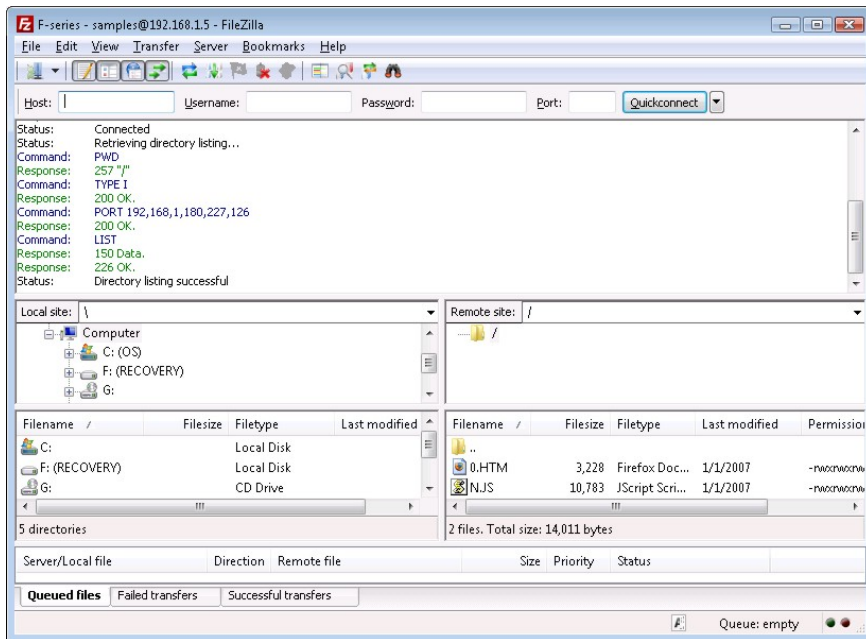 F-series - samples@192.168.1.5 - FileZilla
File Edit View Transfer Server Bookmarks Help
Host: Username: Password: Port: Quickconnect
Status: Connected
Status: Retrieving directory listing...
Command: PWD
Response: 257 "/"
Command: TYPE I
Response: 200 OK.
Command: PORT 192,168,1,180,227,126
Response: 200 OK.
Command: LIST
Response: 150 Data.
Response: 226 OK.
Status: Directory listing successful
Local site: \
Computer
C: (OS)
F: (RECOVERY)
G:
Remote site: /
/
Filename / Filesize Filetype Last modified
C: Local Disk
F: (RECOVERY) Local Disk
G: CD Drive
5 directories
Filename / Filesize Filetype Last modified Permission
..
0.HTM 3,228 Firefox Doc... 1/1/2007
N.JS 10,783 JScript Scri... 1/1/2007
2 files. Total size: 14,011 bytes
Server/Local file Direction Remote file Size Priority Status
Queued files Failed transfers Successful transfers
Queue: empty